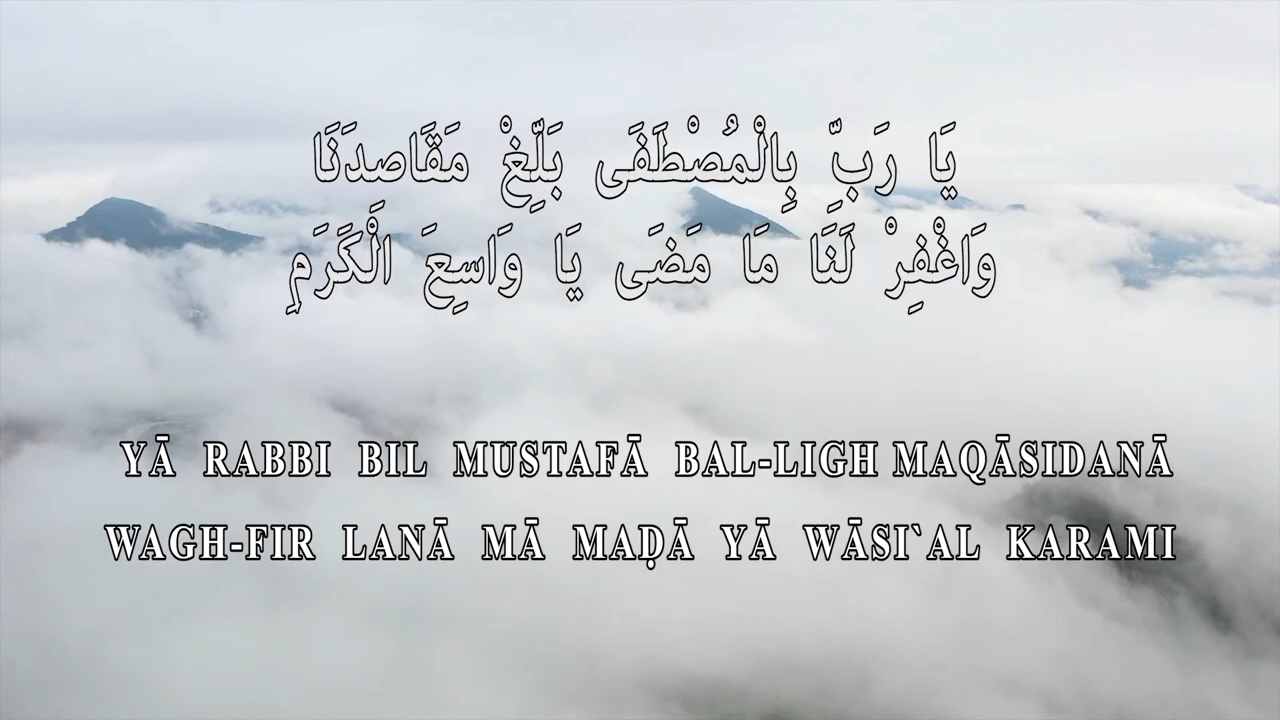 يَا رَبِّ بِالْمُصْطَفَى بَلِّغْ مَقَاصِدَنَا
وَاغْفِرْ لَنَا مَا مَضَى يَا وَاسِعَ الْكَرَمِ
YĀ RABBI BIL MUSTAFĀ BAL-LIGH MAQĀSIDANĀ
WAGH-FIR LANĀ MĀ MAḌĀ YĀ WĀSI`AL KARAMI